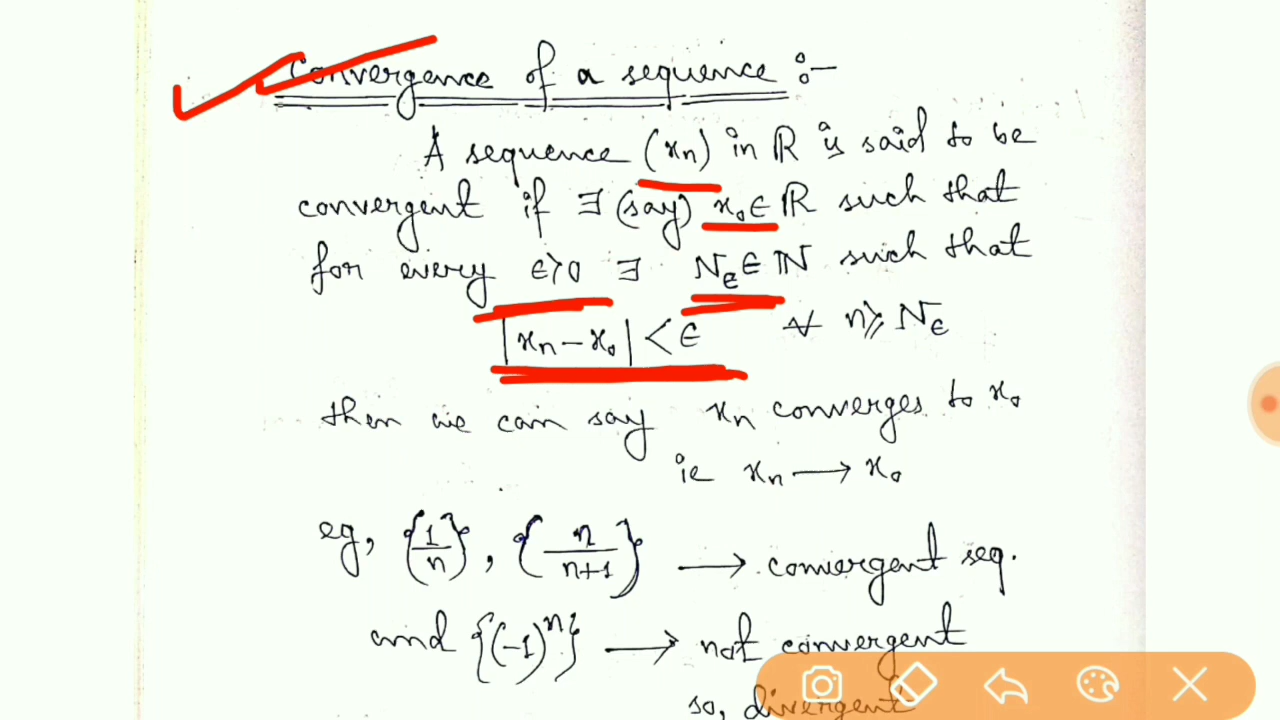 Convergence of a sequence :-
A sequence (xn) in ℝ is said to be
convergent if ∃ (say) x₀ ∈ ℝ such that
for every ∈>0 ∃ N∈ ∈ ℕ such that
|xn - x₀| < ∈ ∀ n ≥ N∈
then we can say xn converges to x₀
ie xn ⟶ x₀
eg, {1/n}, {n/n+1} ⟶ convergent seq.
and {(-1)ⁿ} ⟶ not convergent
so, divergent